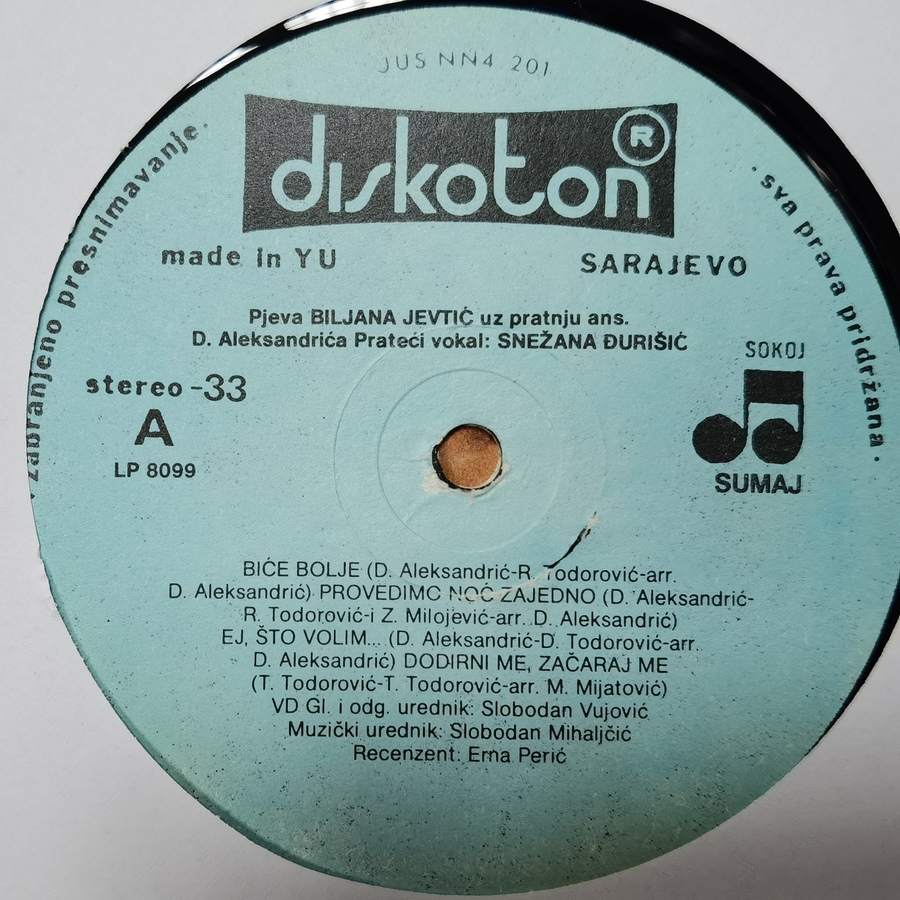 JUS NN4 201
diskoton ®
made in YU
SARAJEVO
zabranjeno presnimavanje.
· sva prava pridržana ·
Pjeva BILJANA JEVTIĆ uz pratnju ans.
D. Aleksandrića Prateći vokal: SNEŽANA ĐURIŠIĆ
stereo -33
A
LP 8099
SOKOJ
SUMAJ
BIĆE BOLJE (D. Aleksandrić-R. Todorović-arr.
D. Aleksandrić) PROVEDIMO NOĆ ZAJEDNO (D. Aleksandrić-
R. Todorović-i Z. Milojević-arr. D. Aleksandrić)
EJ, ŠTO VOLIM... (D. Aleksandrić-D. Todorović-arr.
D. Aleksandrić) DODIRNI ME, ZAČARAJ ME
(T. Todorović-T. Todorović-arr. M. Mijatović)
VD Gl. i odg. urednik: Slobodan Vujović
Muzički urednik: Slobodan Mihaljčić
Recenzent: Erna Perić